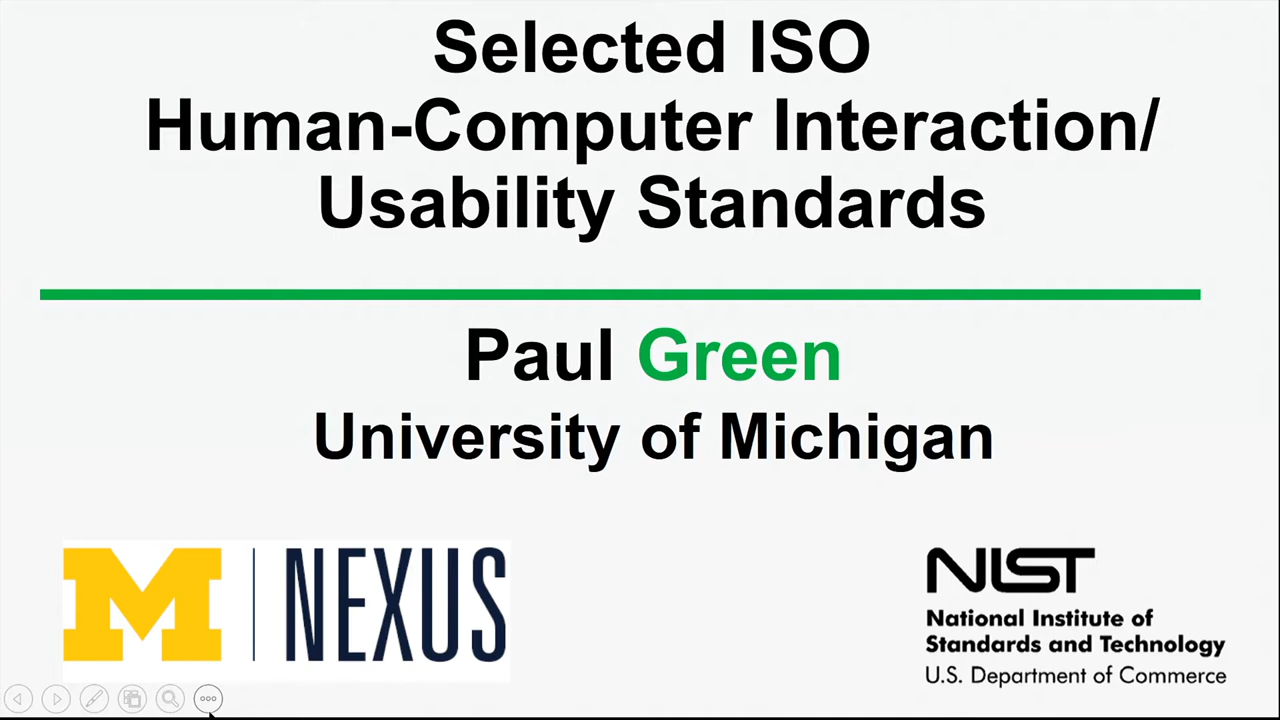 Selected ISO
Human-Computer Interaction/
Usability Standards
Paul Green
University of Michigan
M | NEXUS
NIST
National Institute of
Standards and Technology
U.S. Department of Commerce